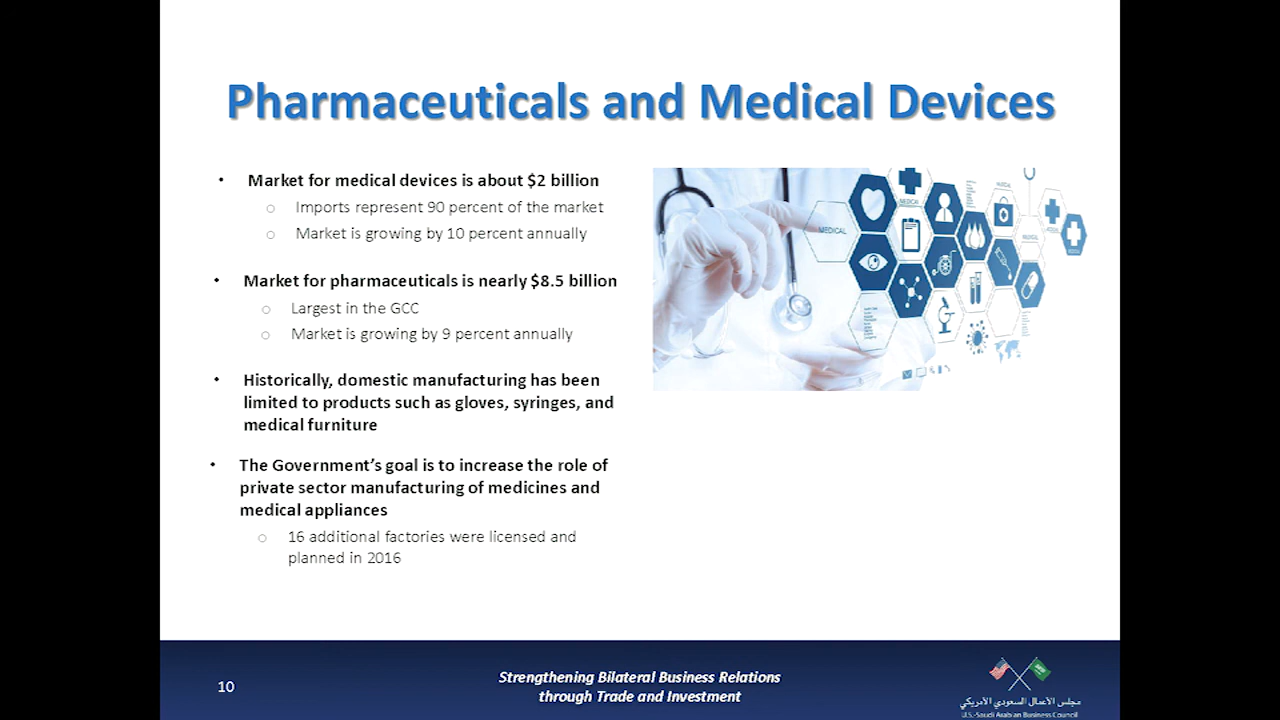 Pharmaceuticals and Medical Devices
• Market for medical devices is about $2 billion
o Imports represent 90 percent of the market
o Market is growing by 10 percent annually
• Market for pharmaceuticals is nearly $8.5 billion
o Largest in the GCC
o Market is growing by 9 percent annually
• Historically, domestic manufacturing has been
limited to products such as gloves, syringes, and
medical furniture
• The Government’s goal is to increase the role of
private sector manufacturing of medicines and
medical appliances
o 16 additional factories were licensed and
planned in 2016
MEDICAL
MEDICAL
MEDICAL
MEDICAL
10
Strengthening Bilateral Business Relations
through Trade and Investment
مجلس الأعمال السعودي الأمريكي
U.S.-Saudi Arabian Business Council